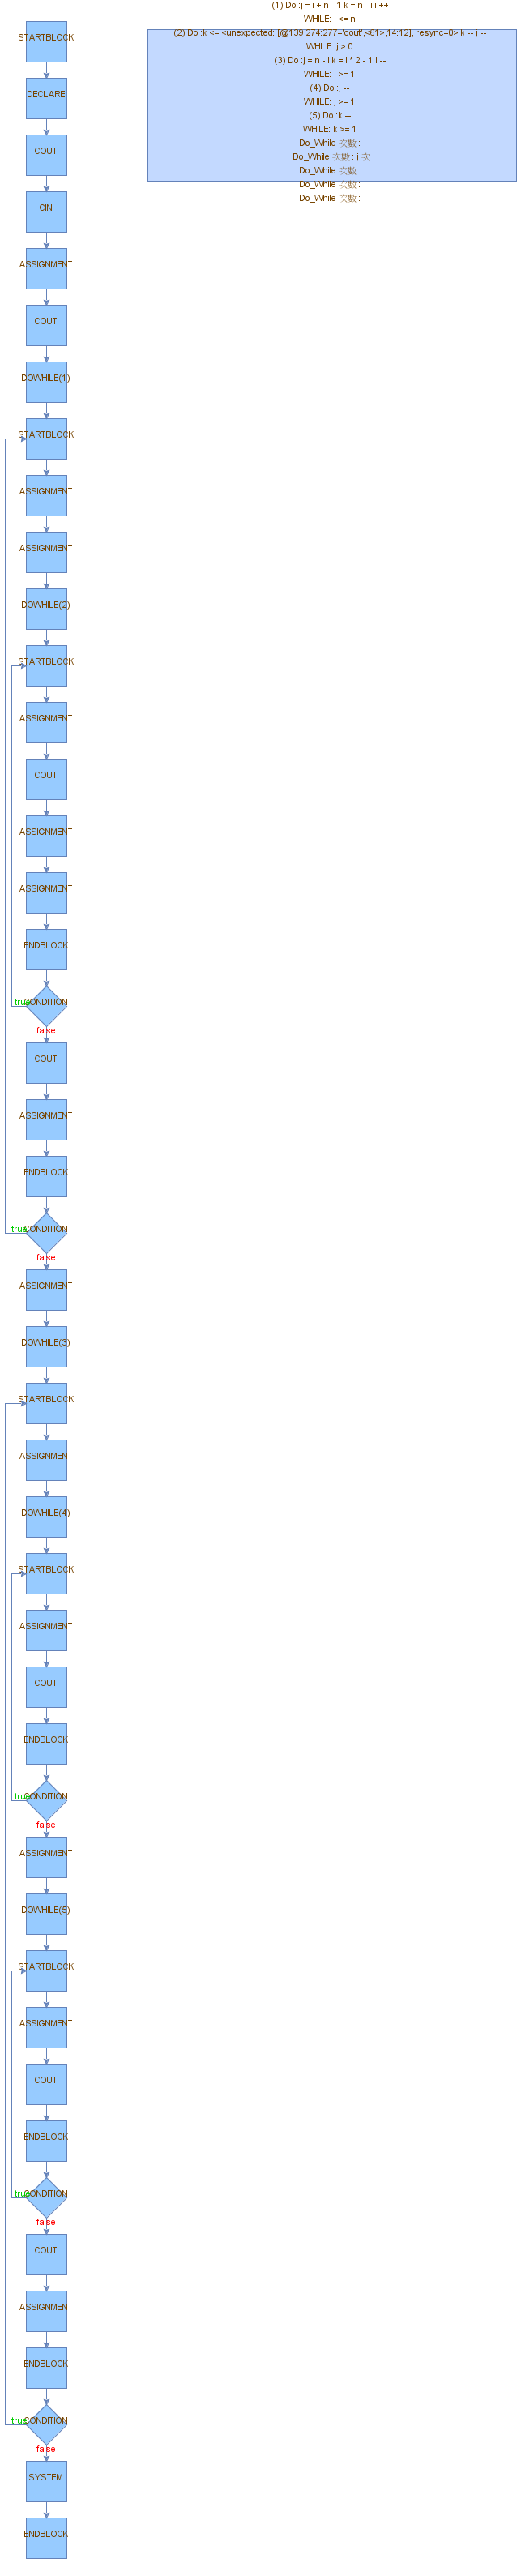 (1) Do :j = i + n - 1 k = n - i i ++
WHILE: i <= n
(2) Do :k <= <unexpected: [@139,274:277='cout',<61>,14:12], resync=0> k -- j --
WHILE: j > 0
(3) Do :j = n - i k = i * 2 - 1 i --
WHILE: i >= 1
(4) Do :j --
WHILE: j >= 1
(5) Do :k --
WHILE: k >= 1
Do_While 次數 :
Do_While 次數 : j 次
Do_While 次數 :
Do_While 次數 :
Do_While 次數 :
STARTBLOCK
DECLARE
COUT
CIN
ASSIGNMENT
COUT
DOWHILE(1)
STARTBLOCK
ASSIGNMENT
ASSIGNMENT
DOWHILE(2)
STARTBLOCK
ASSIGNMENT
COUT
ASSIGNMENT
ASSIGNMENT
ENDBLOCK
true CONDITION
false
COUT
ASSIGNMENT
ENDBLOCK
true CONDITION
false
ASSIGNMENT
DOWHILE(3)
STARTBLOCK
ASSIGNMENT
DOWHILE(4)
STARTBLOCK
ASSIGNMENT
COUT
ENDBLOCK
true CONDITION
false
ASSIGNMENT
DOWHILE(5)
STARTBLOCK
ASSIGNMENT
COUT
ENDBLOCK
true CONDITION
false
COUT
ASSIGNMENT
ENDBLOCK
true CONDITION
false
SYSTEM
ENDBLOCK